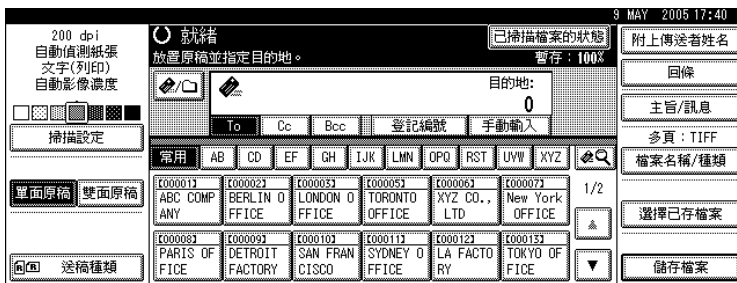 9 MAY 2005 17:40
200 dpi
自動偵測紙張
文字(列印)
自動影像濃度
掃描設定
單面原稿 雙面原稿
送稿種類
就緒
已掃描檔案的狀態
放置原稿並指定目的地。
暫存：100%
目的地:
0
To Cc Bcc 登記編號 手動輸入
常用 AB CD EF GH IJK LMN OPQ RST UVW XYZ
[00001] [00002] [00003] [00005] [00006] [00007]
ABC COMP BERLIN O LONDON O TORONTO XYZ CO., New York
ANY FFICE FFICE OFFICE LTD OFFICE
1/2
[00008] [00009] [00010] [00011] [00012] [00013]
PARIS OF DETROIT SAN FRAN SYDNEY O LA FACTO TOKYO OF
FICE FACTORY CISCO FFICE RY FICE
附上傳送者姓名
回條
主旨/訊息
多頁：TIFF
檔案名稱/種類
選擇已存檔案
儲存檔案